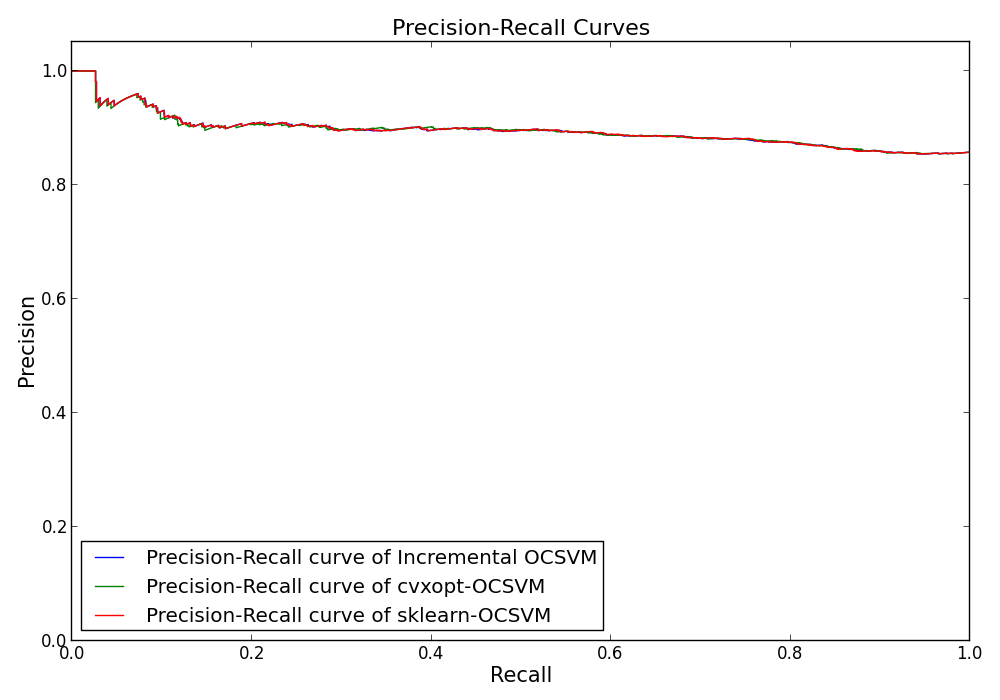 Precision-Recall Curves
1.0
0.8
0.6
0.4
0.2
0.0
Precision
Precision-Recall curve of Incremental OCSVM
Precision-Recall curve of cvxopt-OCSVM
Precision-Recall curve of sklearn-OCSVM
0.0 0.2 0.4 0.6 0.8 1.0
Recall